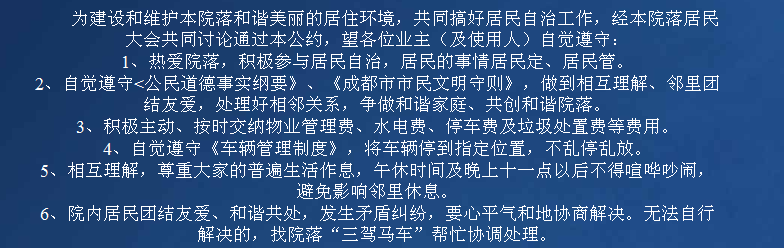 为建设和维护本院落和谐美丽的居住环境，共同搞好居民自治工作，经本院落居民
大会共同讨论通过本公约，望各位业主（及使用人）自觉遵守：
1、热爱院落，积极参与居民自治，居民的事情居民定、居民管。
2、自觉遵守<公民道德事实纲要》、《成都市市民文明守则》，做到相互理解、邻里团
结友爱，处理好相邻关系，争做和谐家庭、共创和谐院落。
3、积极主动、按时交纳物业管理费、水电费、停车费及垃圾处置费等费用。
4、自觉遵守《车辆管理制度》，将车辆停到指定位置，不乱停乱放。
5、相互理解，尊重大家的普遍生活作息，午休时间及晚上十一点以后不得喧哗吵闹，
避免影响邻里休息。
6、院内居民团结友爱、和谐共处，发生矛盾纠纷，要心平气和地协商解决。无法自行
解决的，找院落“三驾马车”帮忙协调处理。